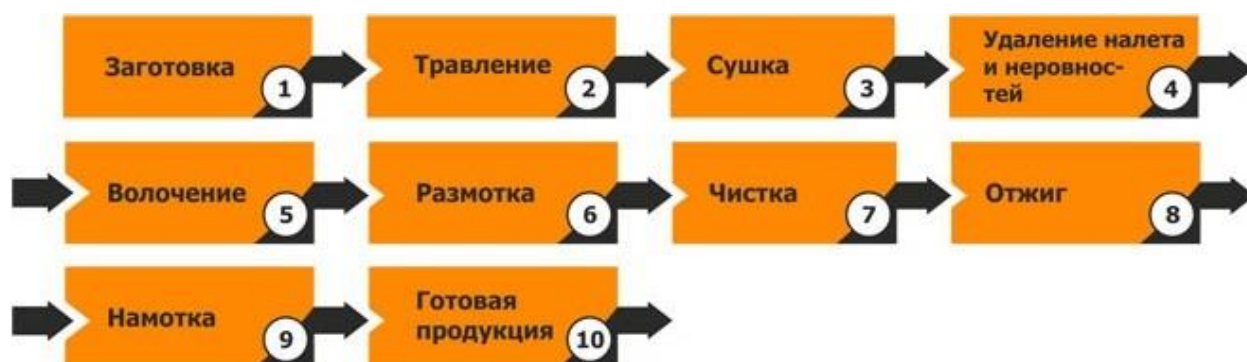 Заготовка
1
Травление
2
Сушка
3
Удаление налета
и неровнос-
тей
4
Волочение
5
Размотка
6
Чистка
7
Отжиг
8
Намотка
9
Готовая
продукция
10